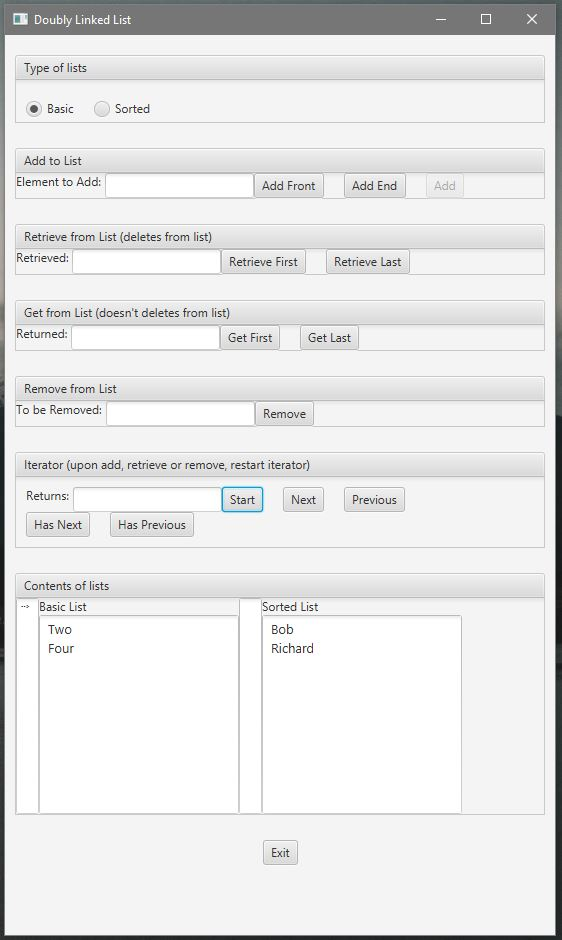 Doubly Linked List
Type of lists
Basic Sorted
Add to List
Element to Add: Add Front Add End Add
Retrieve from List (deletes from list)
Retrieved: Retrieve First Retrieve Last
Get from List (doesn't deletes from list)
Returned: Get First Get Last
Remove from List
To be Removed: Remove
Iterator (upon add, retrieve or remove, restart iterator)
Returns: Start Next Previous
Has Next Has Previous
Contents of lists
Basic List Sorted List
Two Bob
Four Richard
Exit